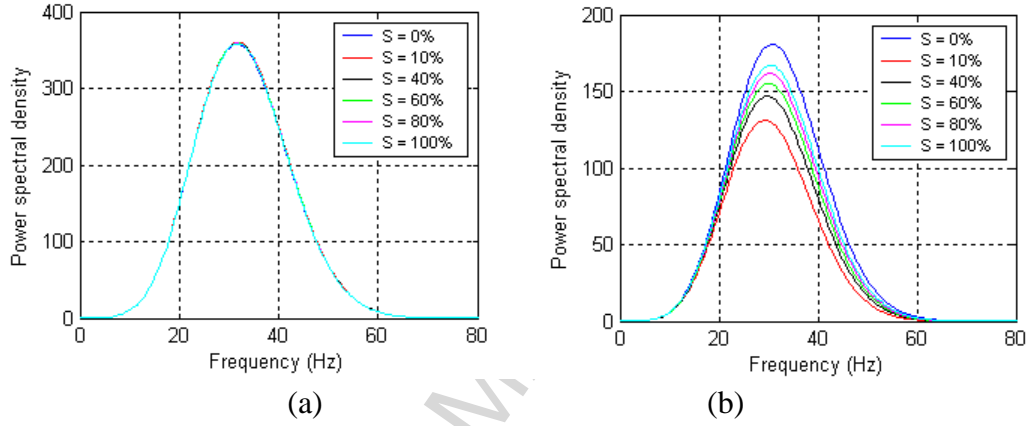 400
300
200
100
0
0 20 40 60 80
Power spectral density
Frequency (Hz)
S = 0%
S = 10%
S = 40%
S = 60%
S = 80%
S = 100%
(a)
200
150
100
50
0
0 20 40 60 80
Power spectral density
Frequency (Hz)
S = 0%
S = 10%
S = 40%
S = 60%
S = 80%
S = 100%
(b)